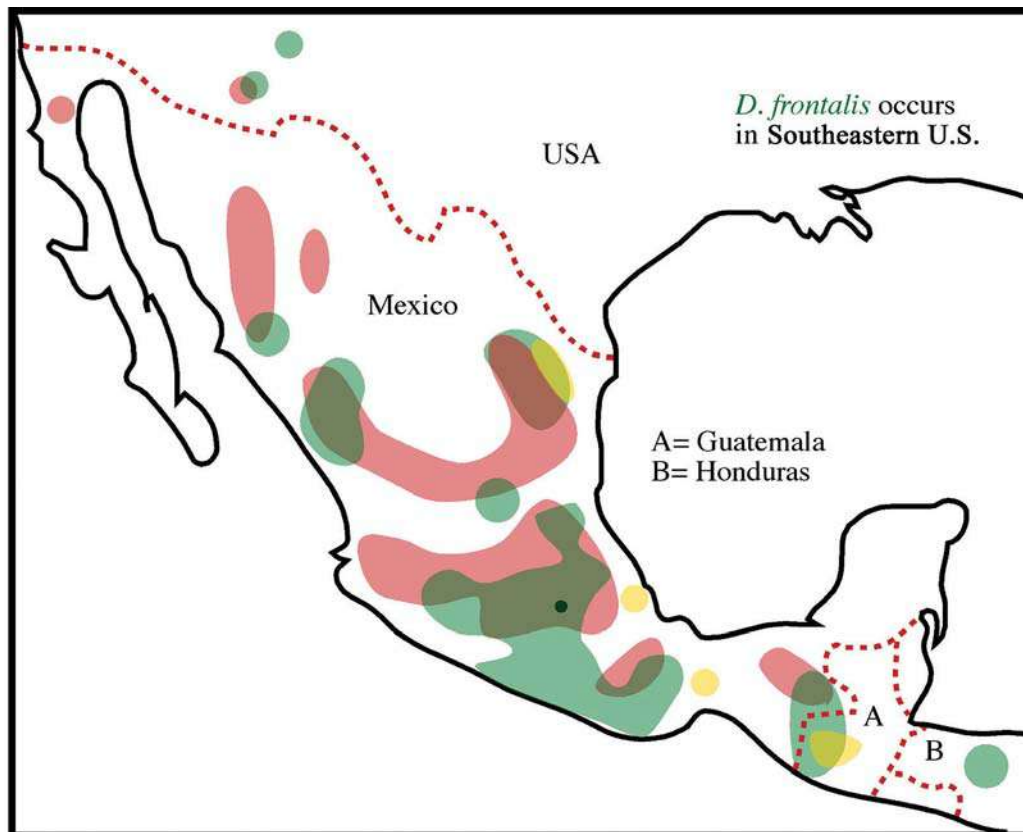 D. frontalis occurs
in Southeastern U.S.
USA
Mexico
A= Guatemala
B= Honduras
A
B